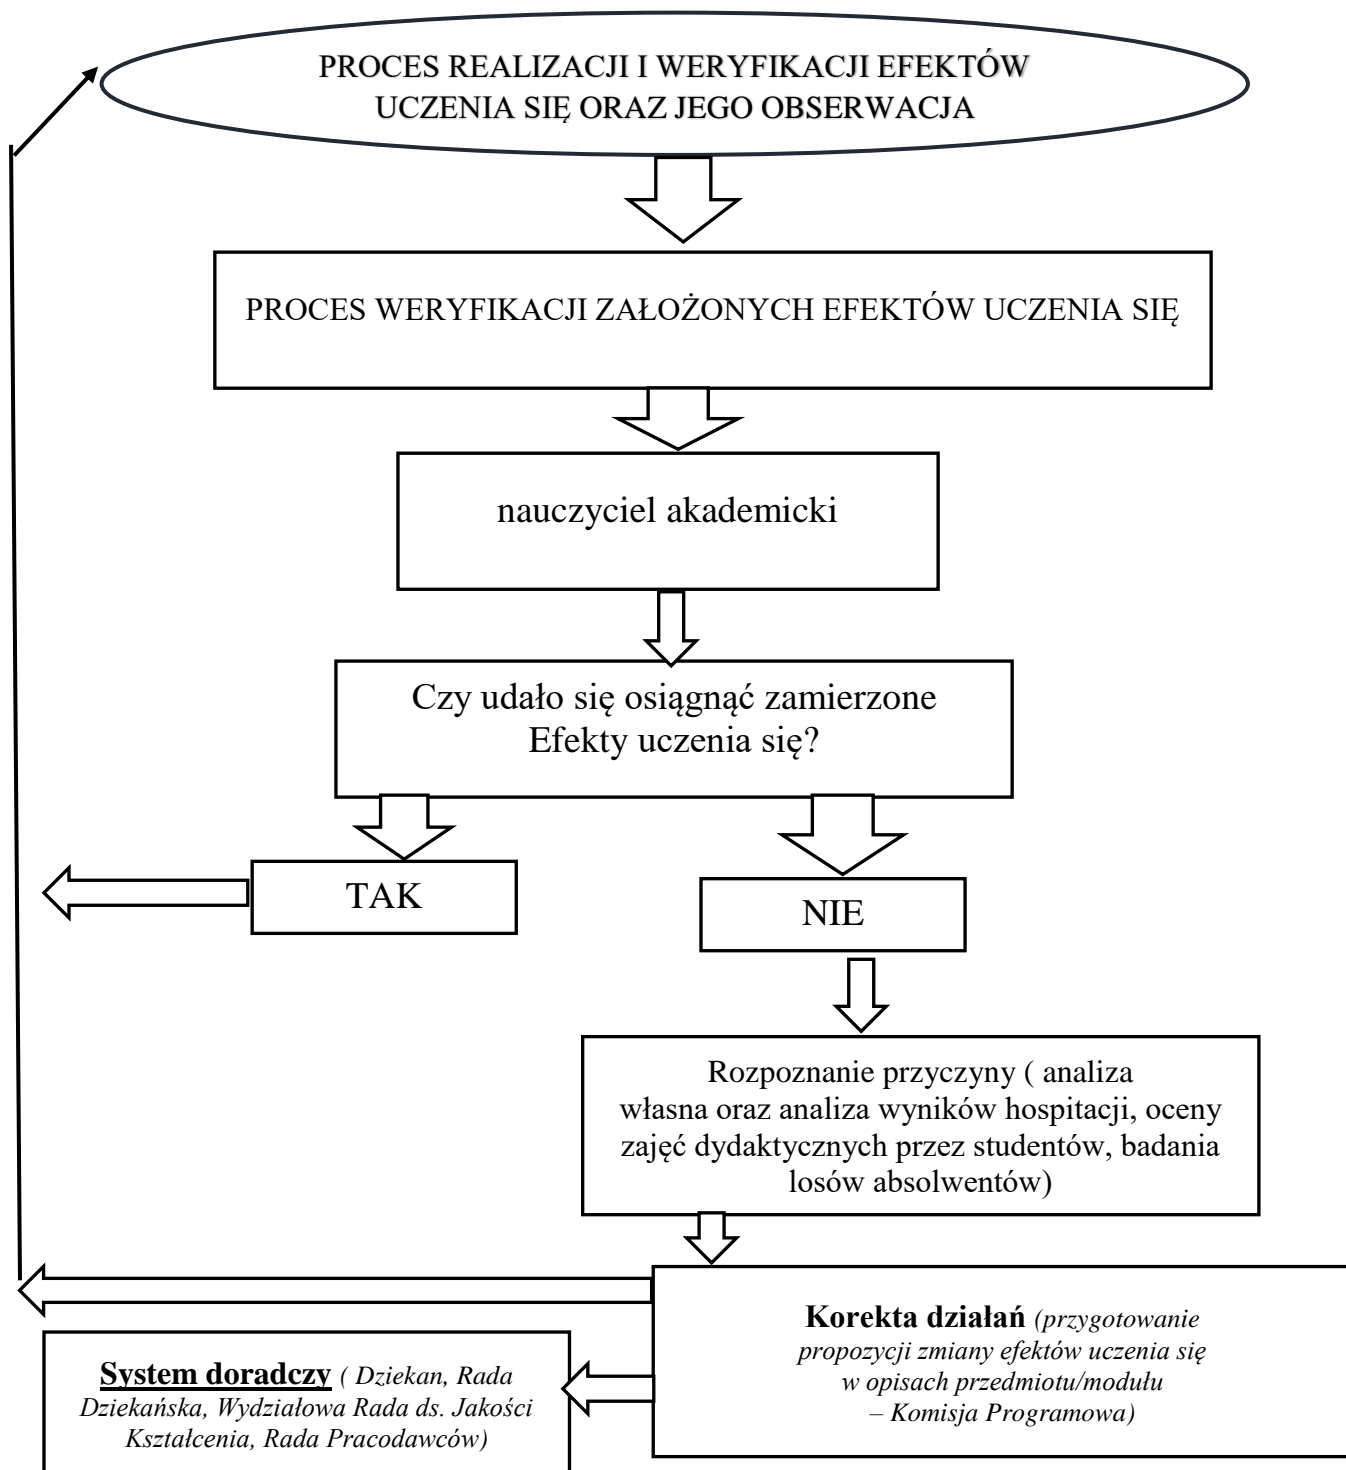 PROCES REALIZACJI I WERYFIKACJI EFEKTÓW
UCZENIA SIĘ ORAZ JEGO OBSERWACJA
PROCES WERYFIKACJI ZAŁOŻONYCH EFEKTÓW UCZENIA SIĘ
nauczyciel akademicki
Czy udało się osiągnąć zamierzone
Efekty uczenia się?
TAK
NIE
Rozpoznanie przyczyny ( analiza
własna oraz analiza wyników hospitacji, oceny
zajęć dydaktycznych przez studentów, badania
losów absolwentów)
Korekta działań (przygotowanie
propozycji zmiany efektów uczenia się
w opisach przedmiotu/modułu
– Komisja Programowa)
System doradczy ( Dziekan, Rada
Dziekańska, Wydziałowa Rada ds. Jakości
Kształcenia, Rada Pracodawców)